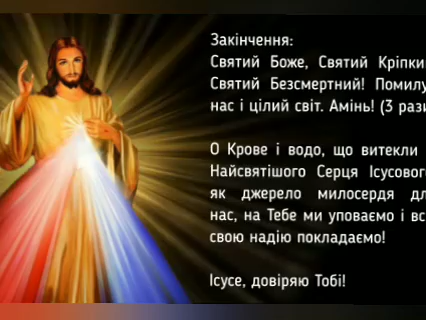 Закінчення:
Святий Боже, Святий Кріпки
Святий Безсмертний! Помилу
нас і цілий світ. Амінь! (3 рази
О Крове і водо, що витекли
Найсвятішого Серця Ісусового
як джерело милосердя дл
нас, на Тебе ми уповаємо і вс
свою надію покладаємо!
Ісусе, довіряю Тобі!